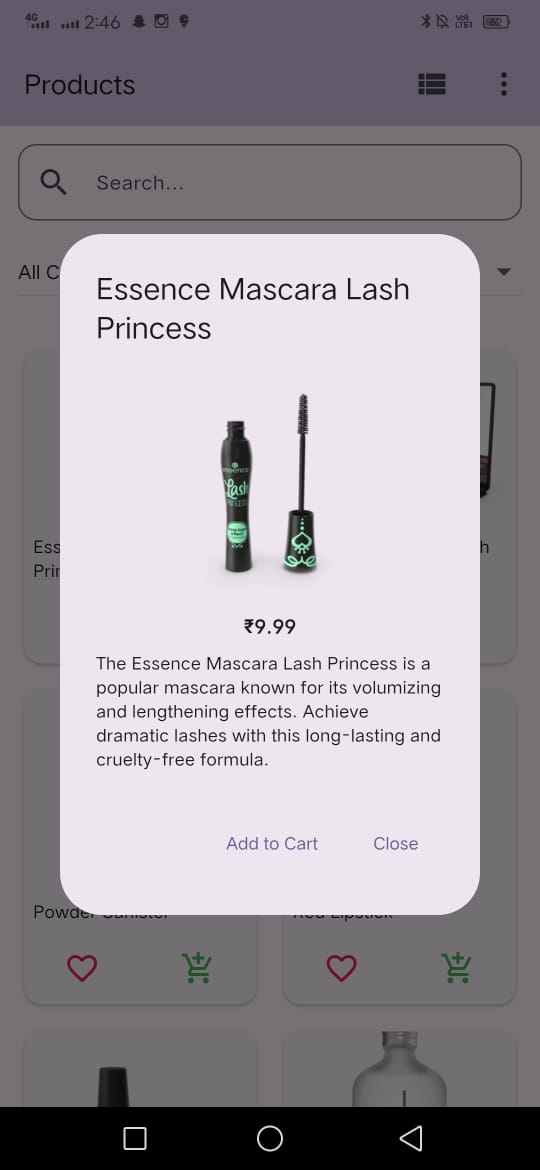 4G 2:46 Vo5 LTE1 62
Products
Search...
All C
Essence Mascara Lash
Princess
essence
Lash
PRINCESS
₹9.99
The Essence Mascara Lash Princess is a
popular mascara known for its volumizing
and lengthening effects. Achieve
dramatic lashes with this long-lasting and
cruelty-free formula.
Add to Cart Close
Ess
Prin
h
Powder Canister Red Lipstick